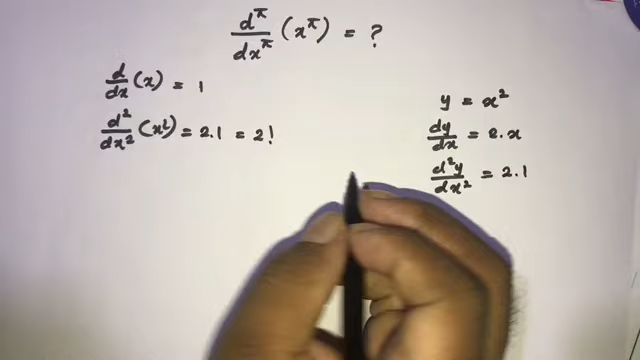 d^π/dx^π (x^π) = ?
d/dx (x) = 1
d²/dx² (x²) = 2.1 = 2!
y = x²
dy/dx = 2.x
d²y/dx² = 2.1